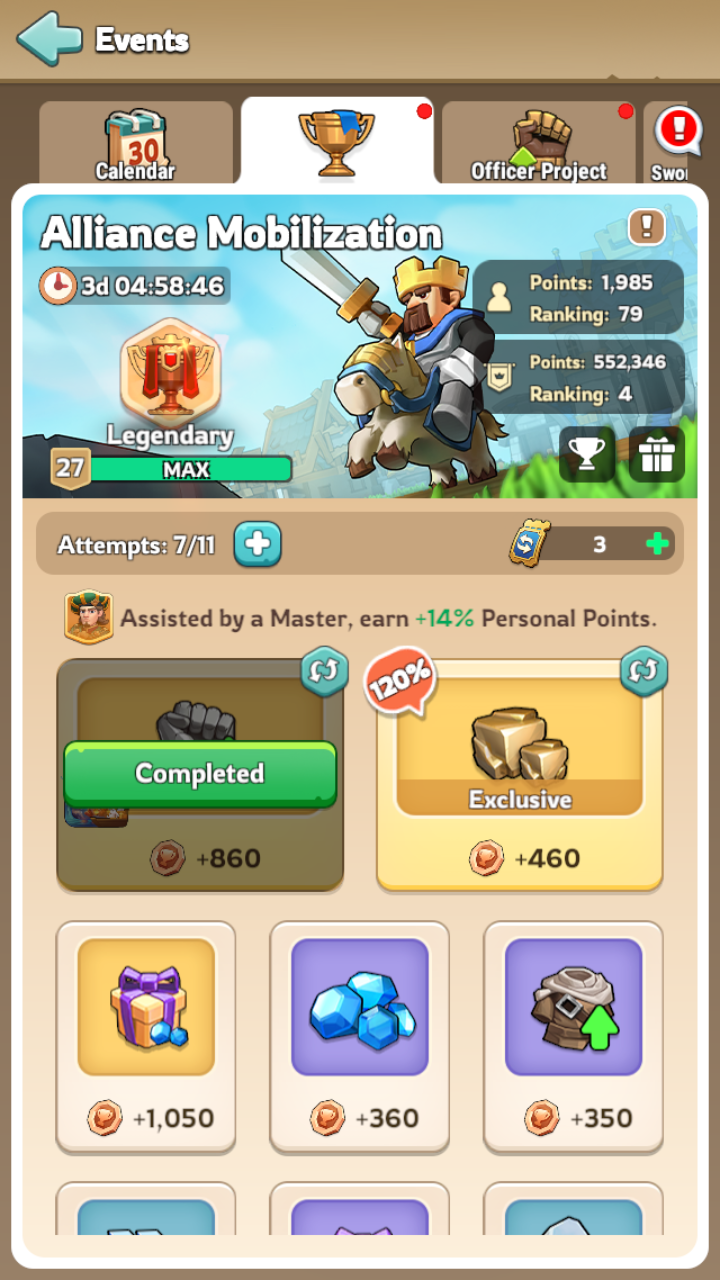 Events
30
Calendar
Officer Project
Swo
Alliance Mobilization
3d 04:58:46
Points: 1,985
Ranking: 79
Points: 552,346
Ranking: 4
Legendary
27
MAX
Attempts: 7/11
3
Assisted by a Master, earn +14% Personal Points.
120%
Completed
Exclusive
+860
+460
+1,050
+360
+350